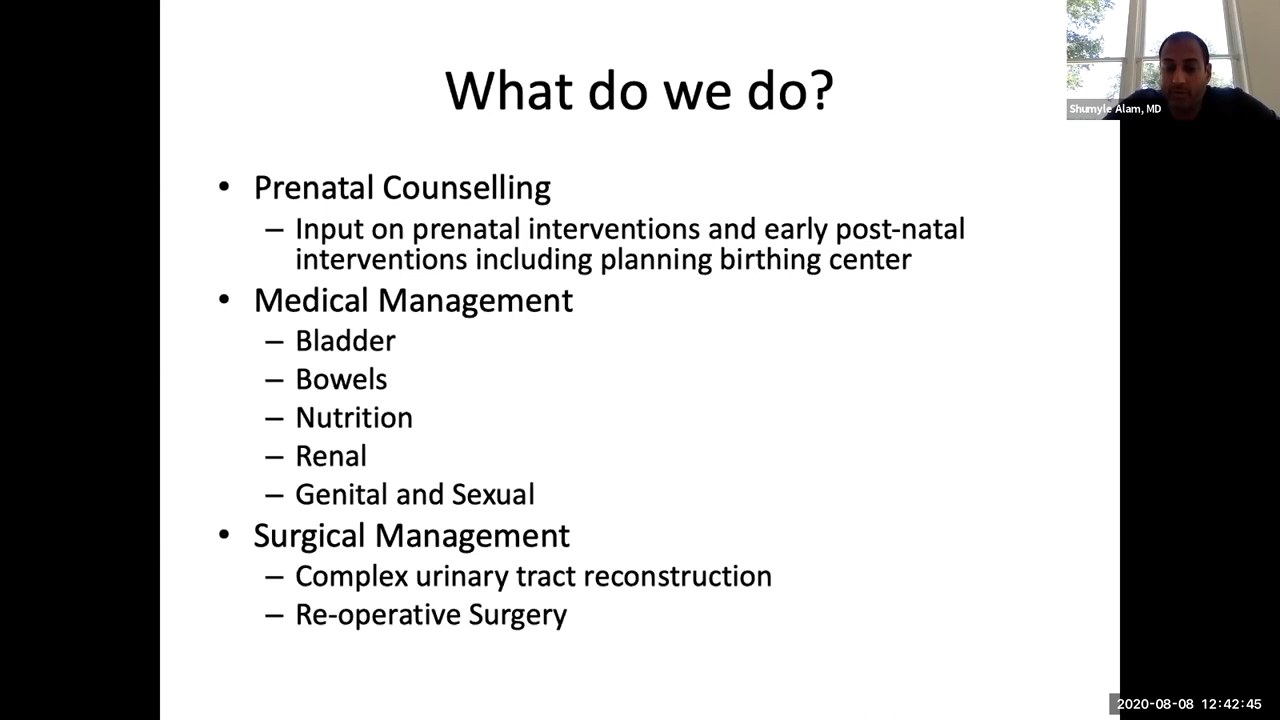 What do we do?
Shumyle Alam, MD
• Prenatal Counselling
– Input on prenatal interventions and early post-natal
interventions including planning birthing center
• Medical Management
– Bladder
– Bowels
– Nutrition
– Renal
– Genital and Sexual
• Surgical Management
– Complex urinary tract reconstruction
– Re-operative Surgery
2020-08-08 12:42:45